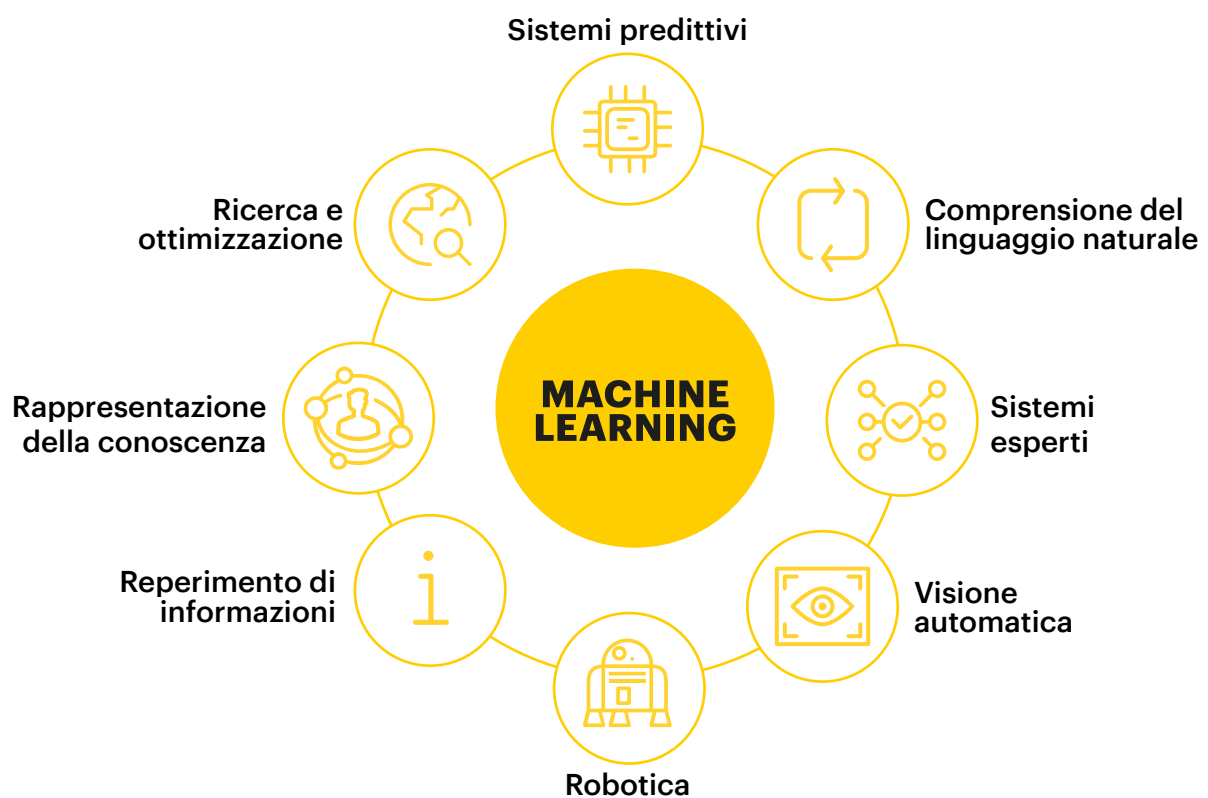 Sistemi predittivi
Ricerca e
ottimizzazione
Comprensione del
linguaggio naturale
MACHINE
LEARNING
Rappresentazione
della conoscenza
Sistemi
esperti
Reperimento di
informazioni
Visione
automatica
Robotica